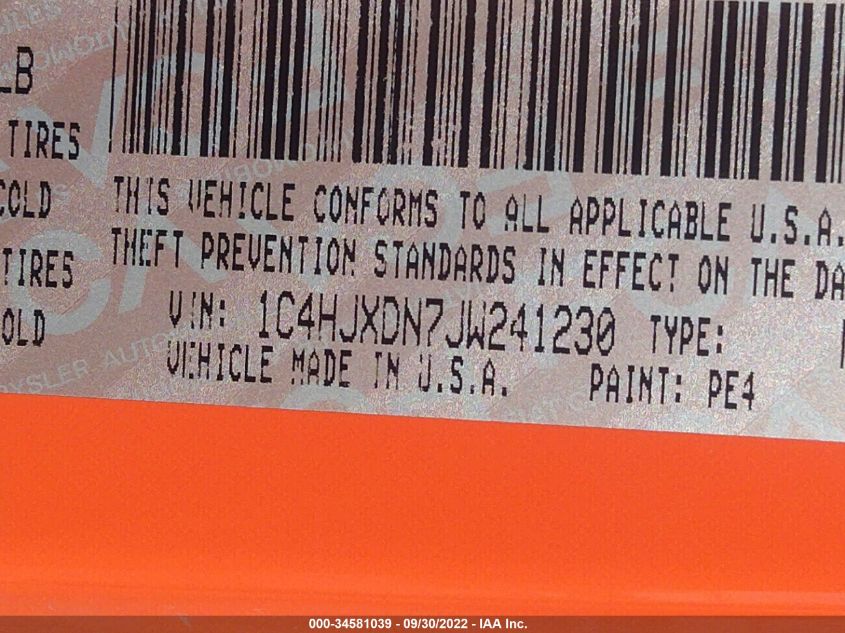 LB
TIRES
COLD
TIRES
OLD
THIS VEHICLE CONFORMS TO ALL APPLICABLE U.S.A.
THEFT PREVENTION STANDARDS IN EFFECT ON THE DA
VIN: 1C4HJXDN7JW241230 TYPE:
VEHICLE MADE IN U.S.A. PAINT: PE4
000-34581039 - 09/30/2022 - IAA Inc.